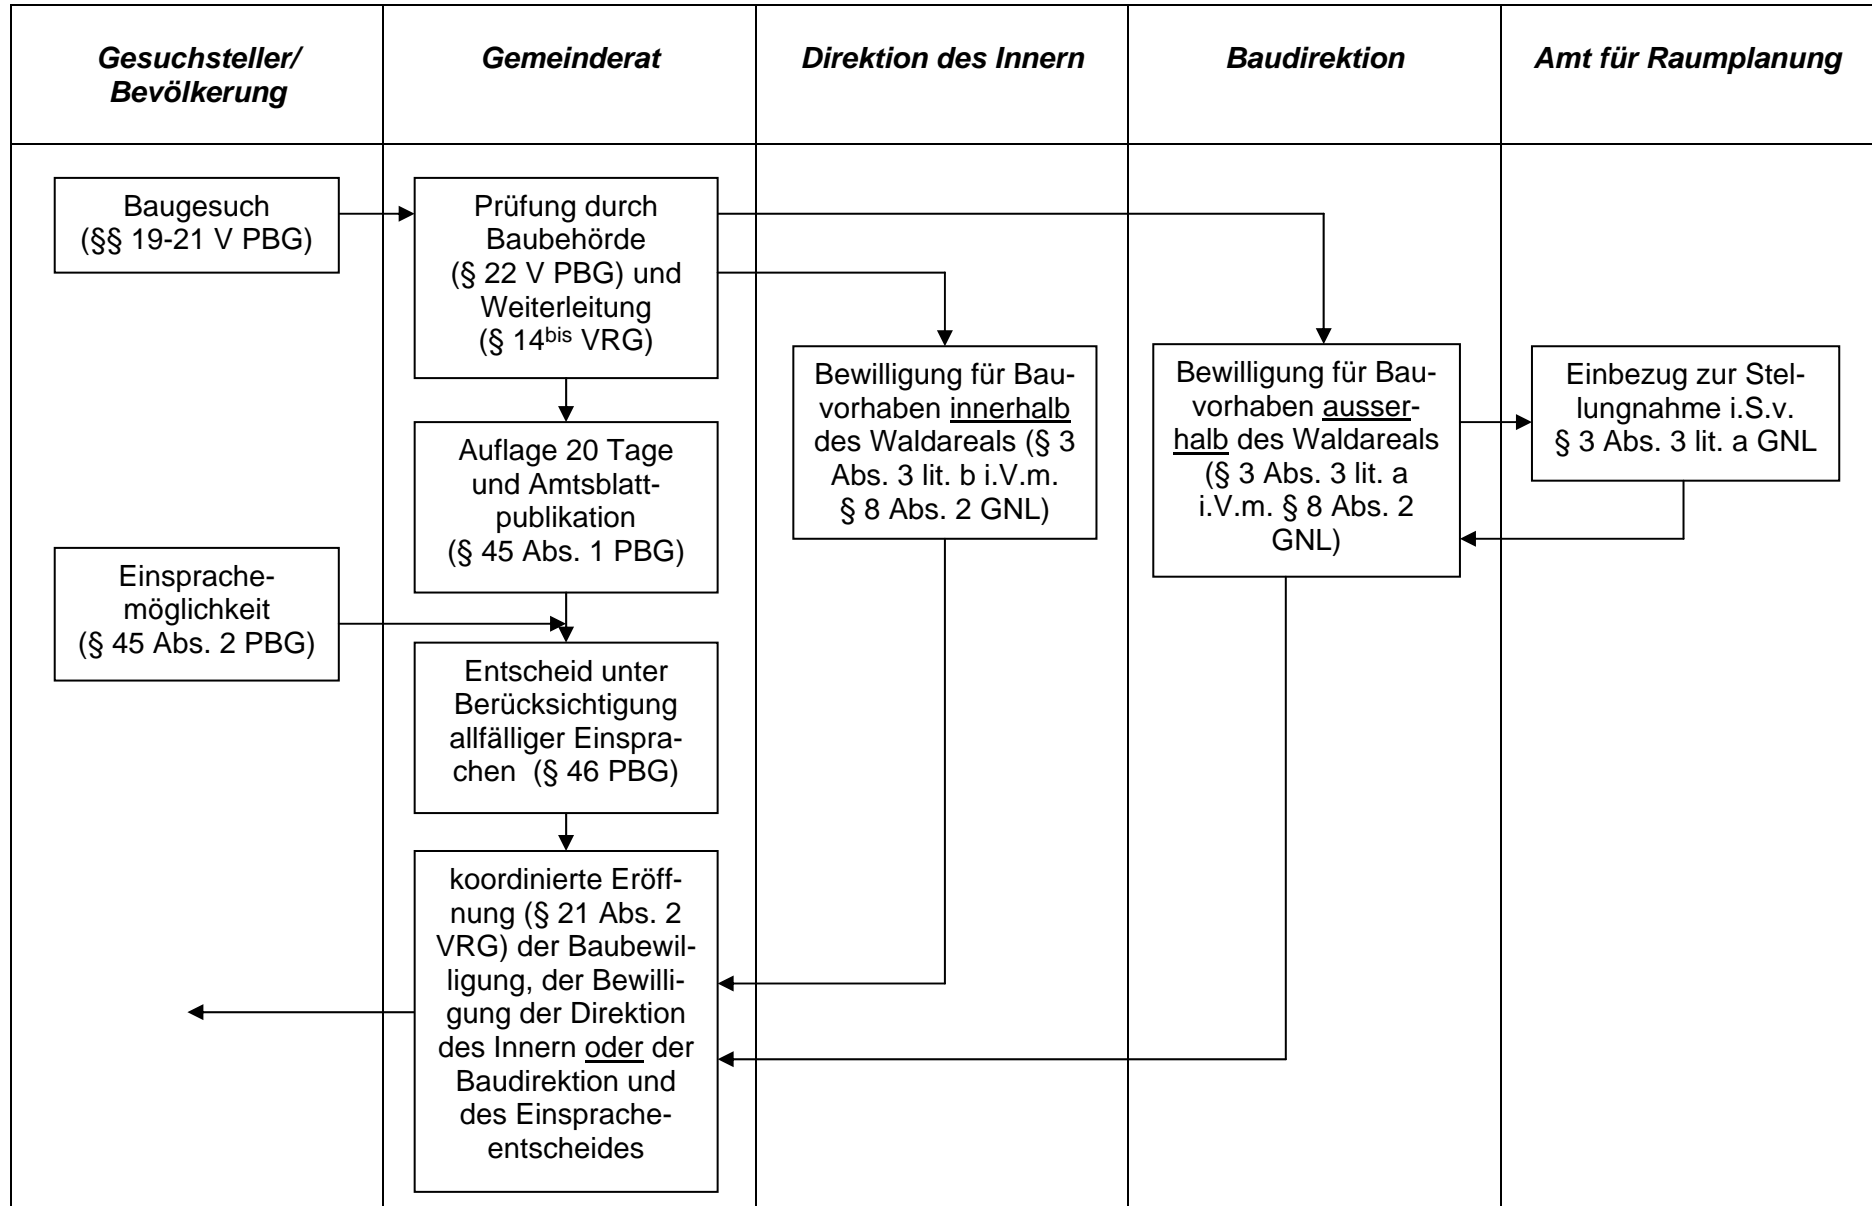 Gesuchsteller/
Bevölkerung
Gemeinderat
Direktion des Innern
Baudirektion
Amt für Raumplanung
Baugesuch
(§§ 19-21 V PBG)
Prüfung durch
Baubehörde
(§ 22 V PBG) und
Weiterleitung
(§ 14bis VRG)
Bewilligung für Bau-
vorhaben innerhalb
des Waldareals (§ 3
Abs. 3 lit. b i.V.m.
§ 8 Abs. 2 GNL)
Bewilligung für Bau-
vorhaben ausser-
halb des Waldareals
(§ 3 Abs. 3 lit. a
i.V.m. § 8 Abs. 2
GNL)
Einbezug zur Stel-
lungnahme i.S.v.
§ 3 Abs. 3 lit. a GNL
Auflage 20 Tage
und Amtsblatt-
publikation
(§ 45 Abs. 1 PBG)
Einsprache-
möglichkeit
(§ 45 Abs. 2 PBG)
Entscheid unter
Berücksichtigung
allfälliger Einspra-
chen (§ 46 PBG)
koordinierte Eröff-
nung (§ 21 Abs. 2
VRG) der Baubewil-
ligung, der Bewilli-
gung der Direktion
des Innern oder der
Baudirektion und
des Einsprache-
entscheides